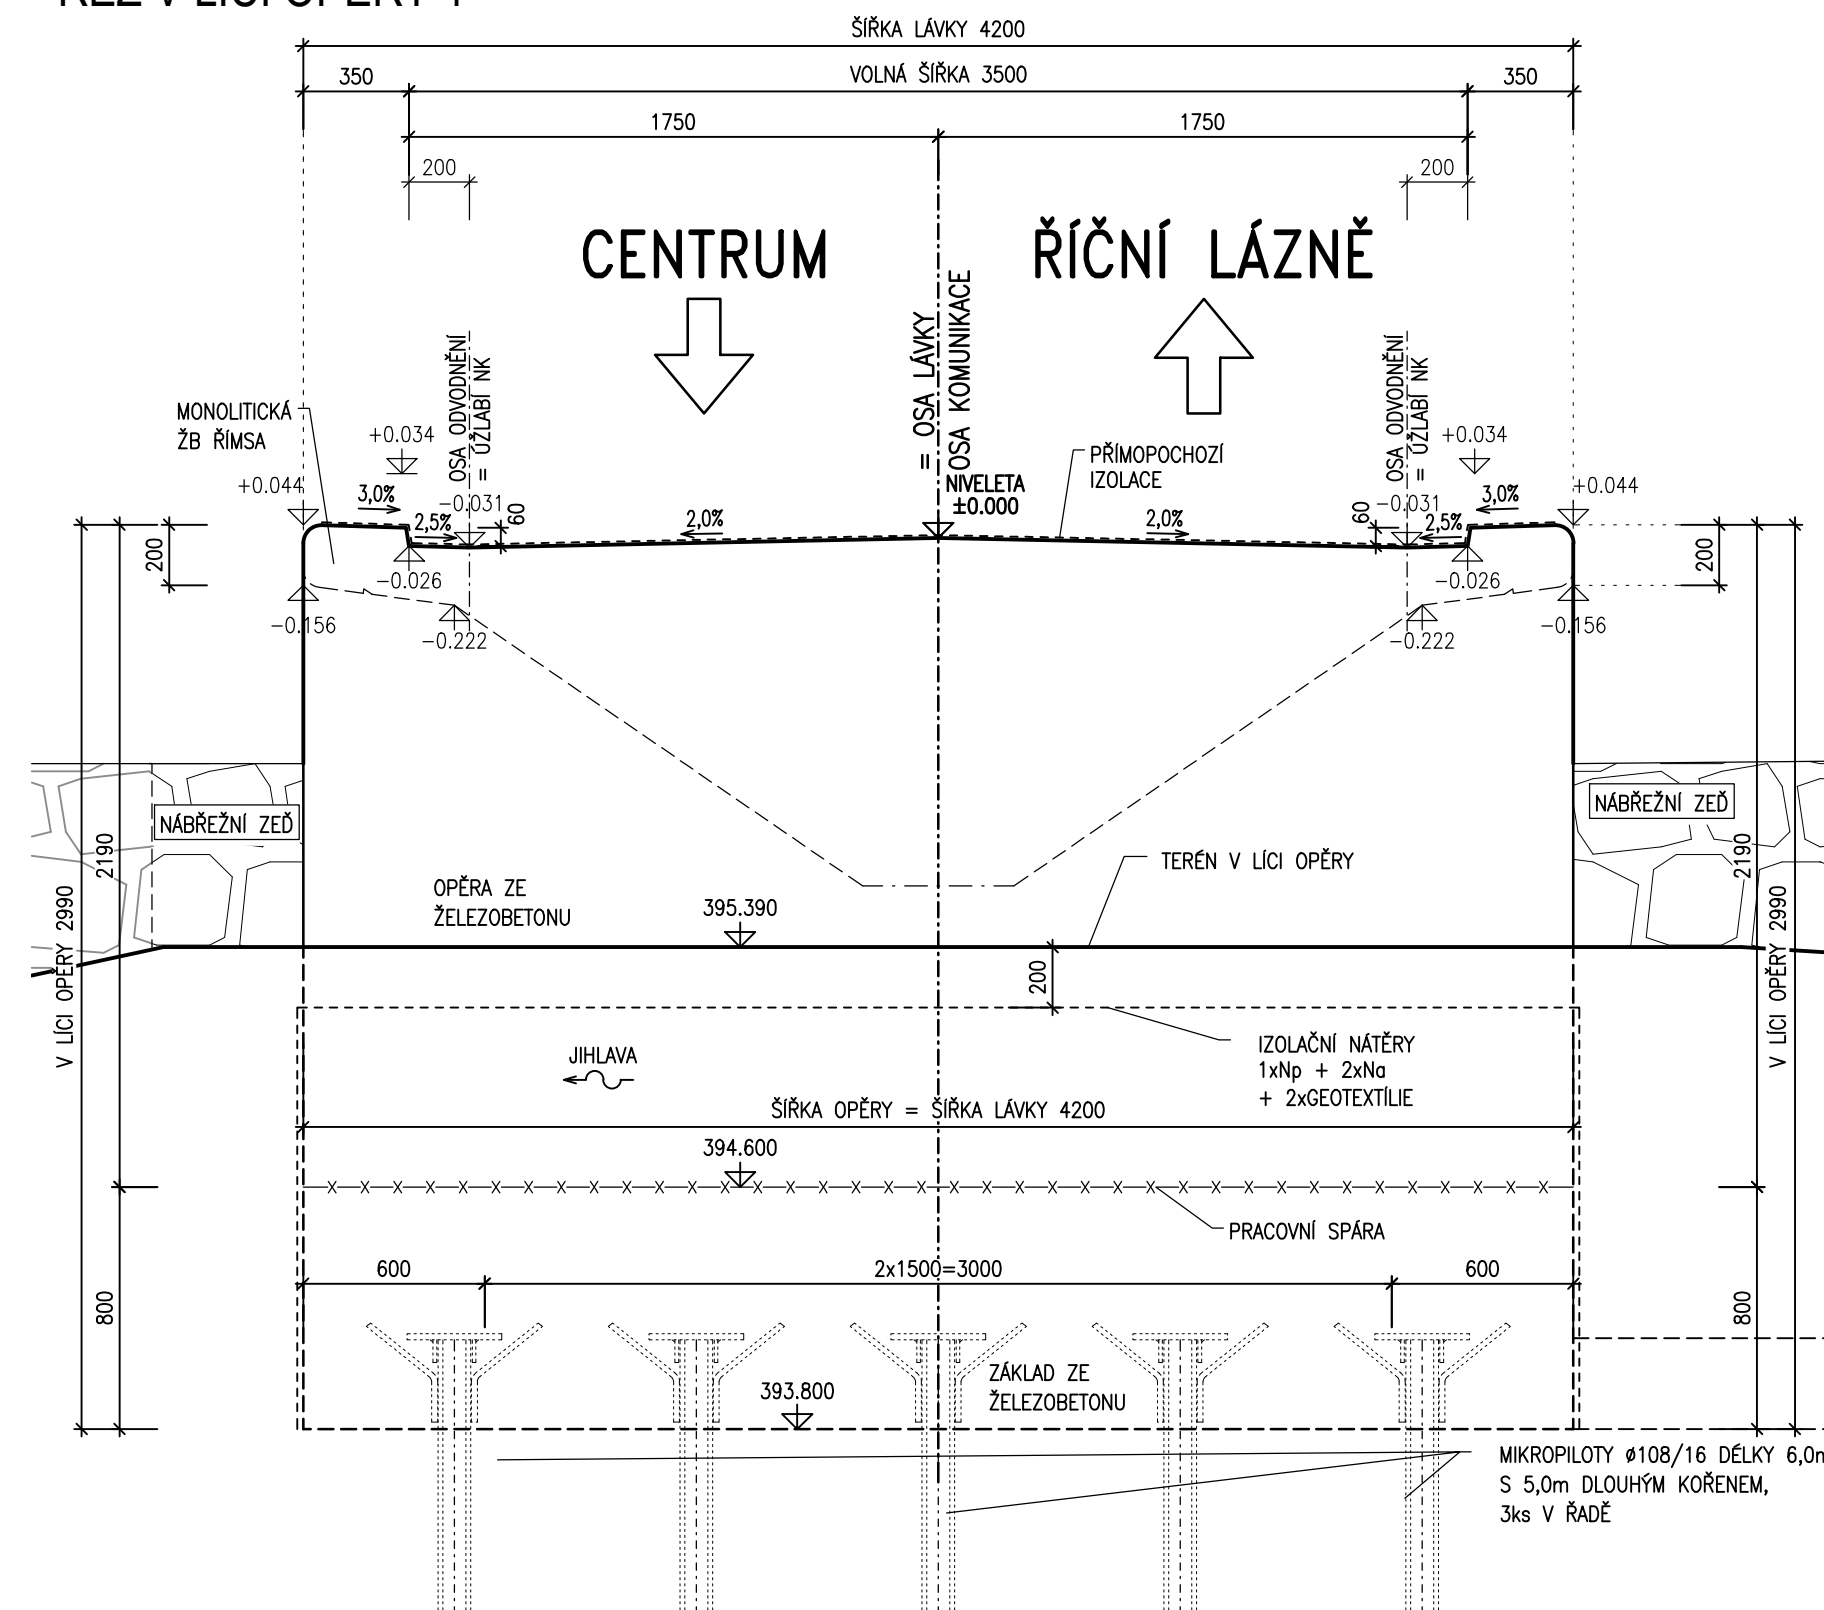 ŘEZ V LÍCI OPĚRY 1
ŠÍŘKA LÁVKY 4200
350
VOLNÁ ŠÍŘKA 3500
350
1750
1750
200
200
CENTRUM
ŘÍČNÍ LÁZNĚ
OSA ODVODNĚNÍ
= ÚŽLABÍ NK
= OSA LÁVKY
OSA KOMUNIKACE
OSA ODVODNĚNÍ
= ÚŽLABÍ NK
MONOLITICKÁ
ŽB ŘÍMSA
+0.034
+0.034
PŘÍMOPOCHOZÍ
IZOLACE
+0.044
3,0%
-0.031
60
NIVELETA
±0.000
60
-0.031
3,0%
+0.044
2,5%
2,0%
2,0%
2,5%
200
200
-0.026
-0.026
-0.156
-0.222
-0.222
-0.156
NÁBŘEŽNÍ ZEĎ
NÁBŘEŽNÍ ZEĎ
2190
2190
V LÍCI OPĚRY 2990
V LÍCI OPĚRY 2990
OPĚRA ZE
ŽELEZOBETONU
395.390
TERÉN V LÍCI OPĚRY
200
JIHLAVA
IZOLAČNÍ NÁTĚRY
1xNp + 2xNa
+ 2xGEOTEXTÍLIE
ŠÍŘKA OPĚRY = ŠÍŘKA LÁVKY 4200
394.600
PRACOVNÍ SPÁRA
600
2x1500=3000
600
800
800
ZÁKLAD ZE
ŽELEZOBETONU
393.800
MIKROPILOTY ø108/16 DÉLKY 6,0m
S 5,0m DLOUHÝM KOŘENEM,
3ks V ŘADĚ